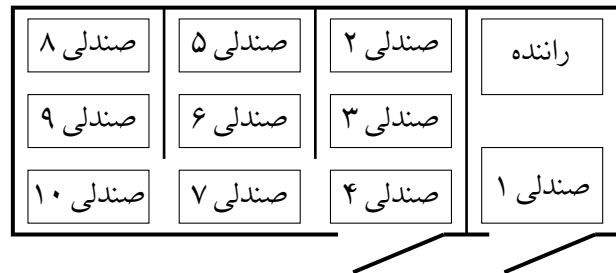 راننده
صندلی ۲
صندلی ۵
صندلی ۸
صندلی ۳
صندلی ۶
صندلی ۹
صندلی ۱
صندلی ۴
صندلی ۷
صندلی ۱۰